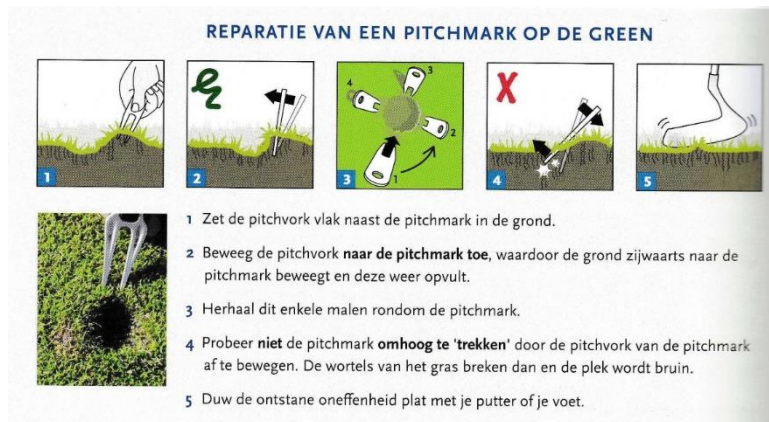 REPARATIE VAN EEN PITCHMARK OP DE GREEN
1
2
3
4
5
4
3
2
1
1 Zet de pitchvork vlak naast de pitchmark in de grond.
2 Beweeg de pitchvork naar de pitchmark toe, waardoor de grond zijwaarts naar de
pitchmark beweegt en deze weer opvult.
3 Herhaal dit enkele malen rondom de pitchmark.
4 Probeer niet de pitchmark omhoog te 'trekken' door de pitchvork van de pitchmark
af te bewegen. De wortels van het gras breken dan en de plek wordt bruin.
5 Duw de ontstane oneffenheid plat met je putter of je voet.